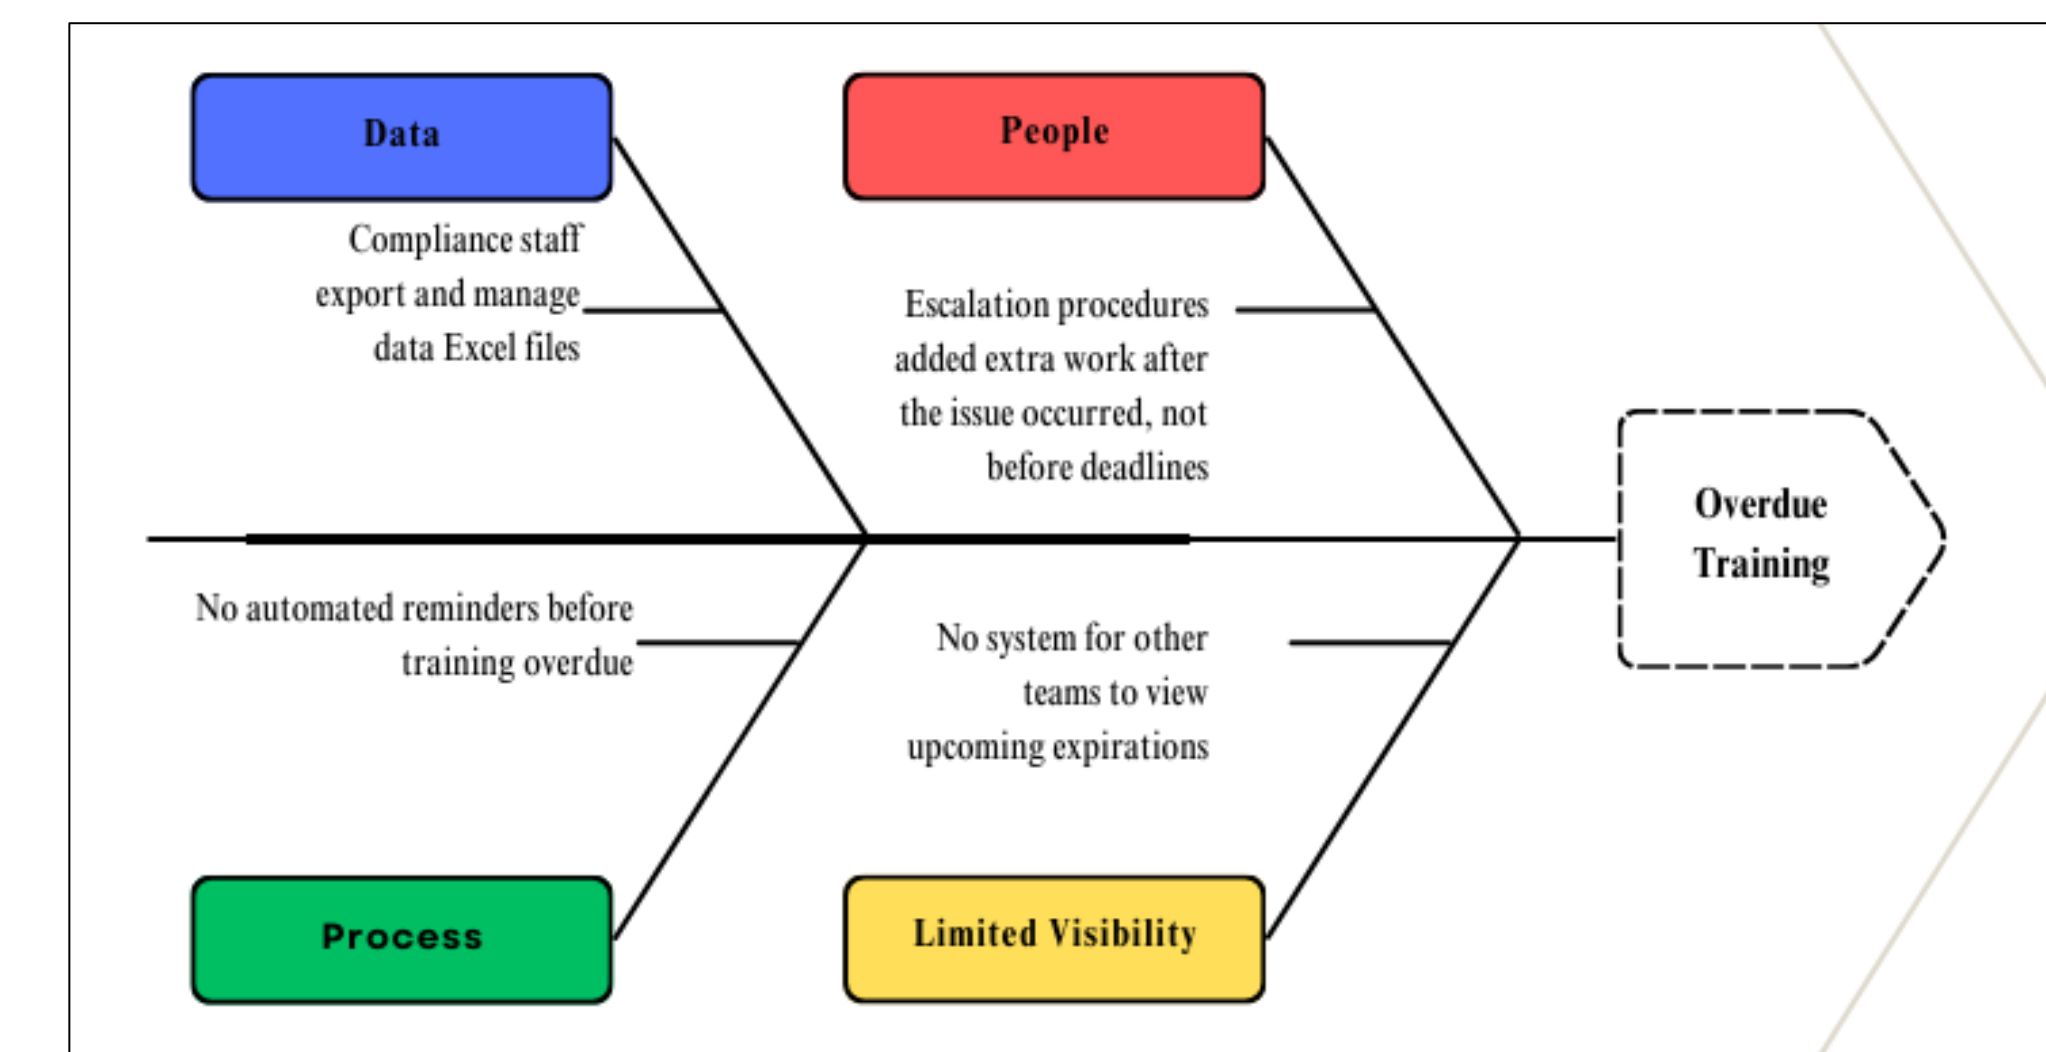 Data
Compliance staff
export and manage
data Excel files
People
Escalation procedures
added extra work after
the issue occurred, not
before deadlines
Overdue
Training
No automated reminders before
training overdue
Process
No system for other
teams to view
upcoming expirations
Limited Visibility